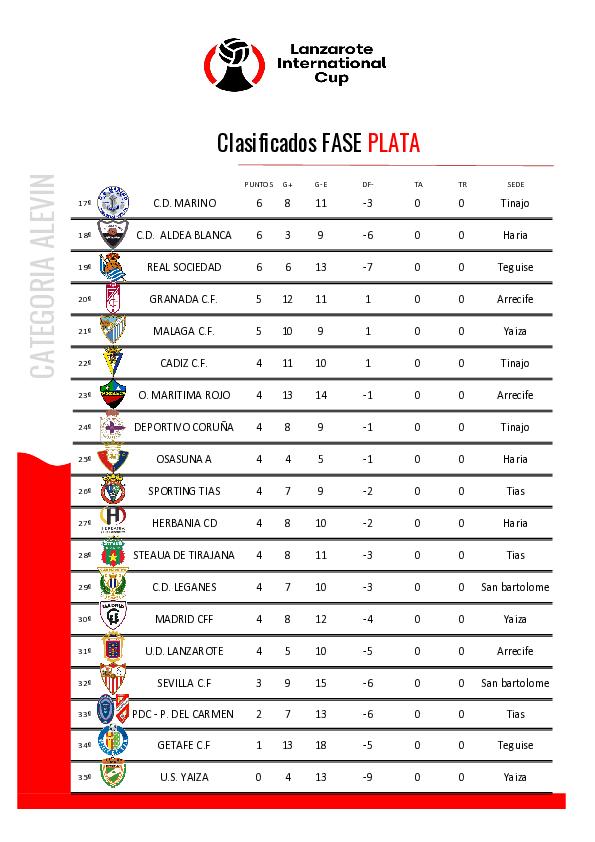 Lanzarote
International
Cup
Clasificados FASE PLATA
CATEGORIA ALEVIN
PUNTOS G+ G-E DF- TA TR SEDE
17º C.D. MARINO 6 8 11 -3 0 0 Tinajo
18º C.D. ALDEA BLANCA 6 3 9 -6 0 0 Haria
19º REAL SOCIEDAD 6 6 13 -7 0 0 Teguise
20º GRANADA C.F. 5 12 11 1 0 0 Arrecife
21º MALAGA C.F. 5 10 9 1 0 0 Yaiza
22º CADIZ C.F. 4 11 10 1 0 0 Tinajo
23º O. MARITIMA ROJO 4 13 14 -1 0 0 Arrecife
24º DEPORTIVO CORUÑA 4 8 9 -1 0 0 Tinajo
25º OSASUNA A 4 4 5 -1 0 0 Haria
26º SPORTING TIAS 4 7 9 -2 0 0 Tias
27º HERBANIA CD 4 8 10 -2 0 0 Haria
28º STEAUA DE TIRAJANA 4 8 11 -3 0 0 Tias
29º C.D. LEGANES 4 7 10 -3 0 0 San bartolome
30º MADRID CFF 4 8 12 -4 0 0 Yaiza
31º U.D. LANZAROTE 4 5 10 -5 0 0 Arrecife
32º SEVILLA C.F 3 9 15 -6 0 0 San bartolome
33º PDC - P. DEL CARMEN 2 7 13 -6 0 0 Tias
34º GETAFE C.F 1 13 18 -5 0 0 Teguise
35º U.S. YAIZA 0 4 13 -9 0 0 Yaiza